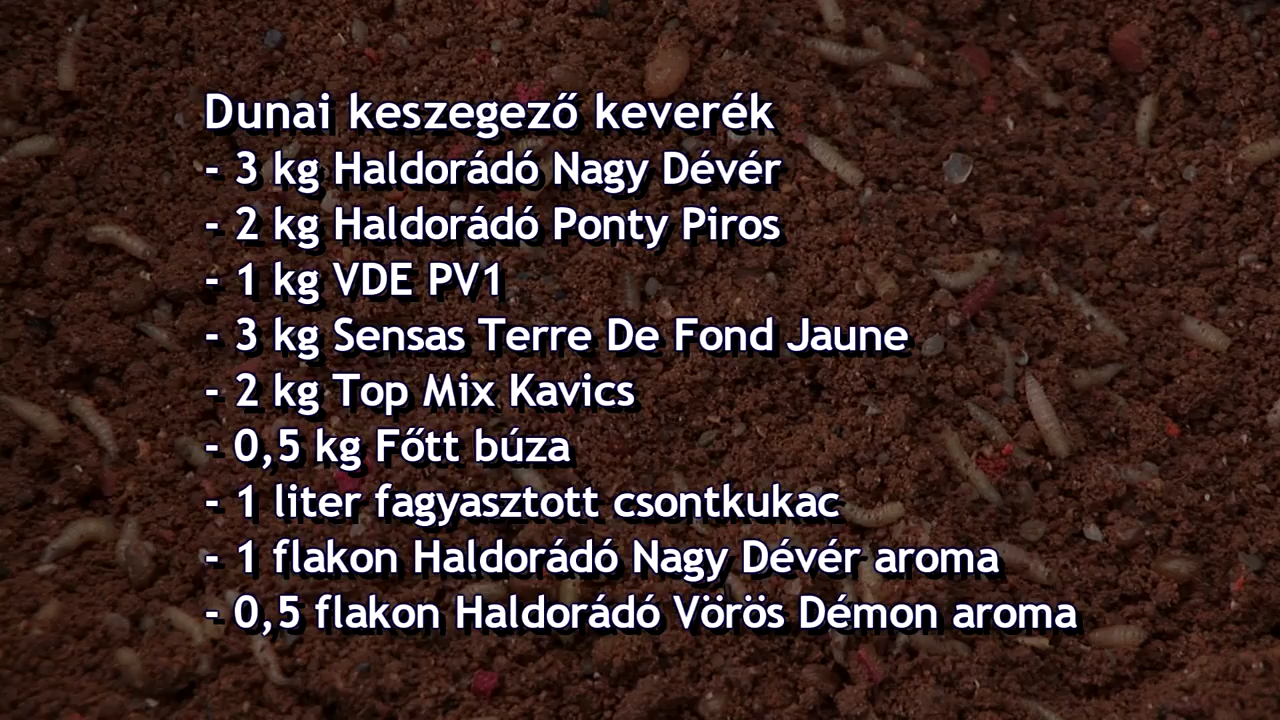 Dunai keszegező keverék
- 3 kg Haldorádó Nagy Dévér
- 2 kg Haldorádó Ponty Piros
- 1 kg VDE PV1
- 3 kg Sensas Terre De Fond Jaune
- 2 kg Top Mix Kavics
- 0,5 kg Főtt búza
- 1 liter fagyasztott csontkukac
- 1 flakon Haldorádó Nagy Dévér aroma
- 0,5 flakon Haldorádó Vörös Démon aroma